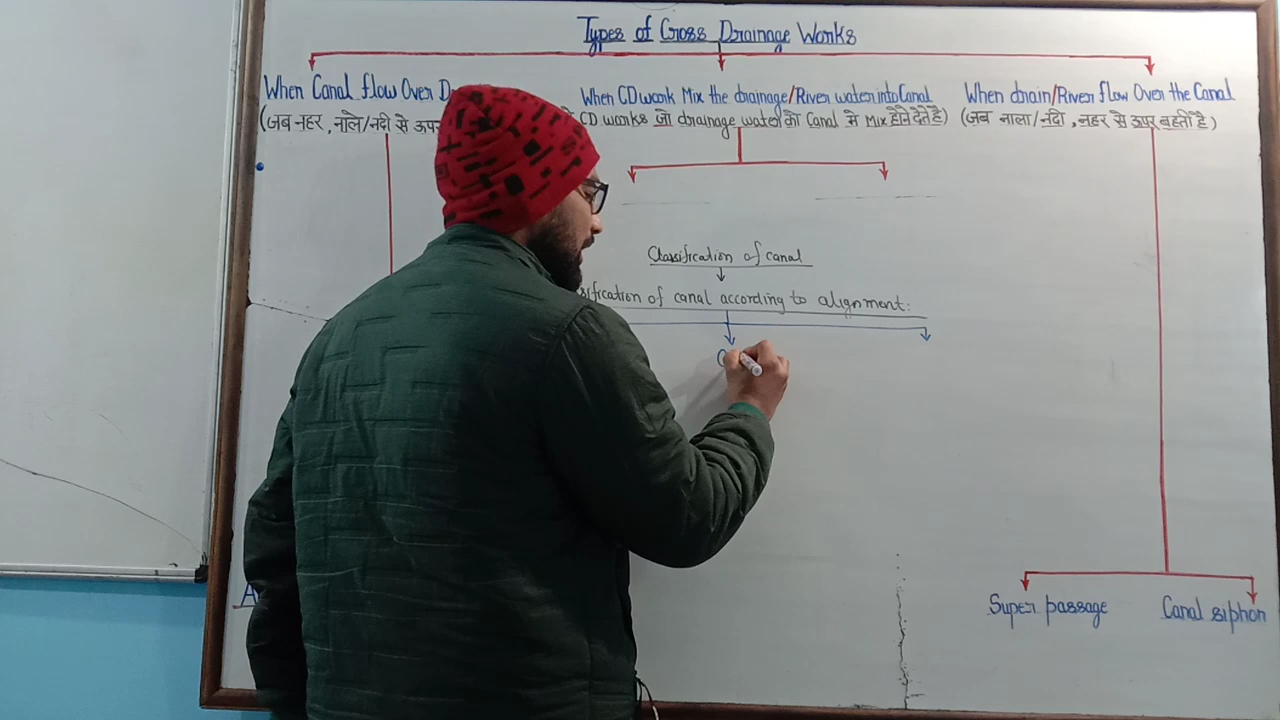 Types of Cross Drainage Works
When Canal flow Over D
When CD work Mix the drainage/River water into Canal
When drain/River flow Over the Canal
(जब नहर, नाले/नदी से ऊपर
CD works जो drainage water को Canal में Mix होने देते है)
(जब नाला/नदी, नहर से ऊपर बहती है)
Classification of canal
sification of canal according to alignment:
C
Super passage
Canal siphon
A